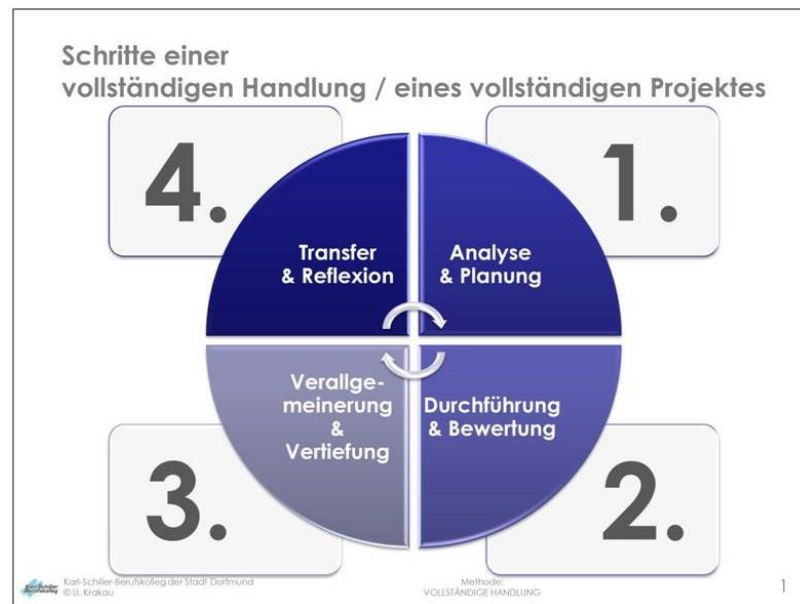 Schritte einer
vollständigen Handlung / eines vollständigen Projektes
4.
1.
Transfer
& Reflexion
Analyse
& Planung
Verallge-
meinerung
&
Vertiefung
Durchführung
& Bewertung
3.
2.
Karl-Schiller-Berufskolleg der Stadt Dortmund
© U. Krakau
Methode:
VOLLSTÄNDIGE HANDLUNG
1